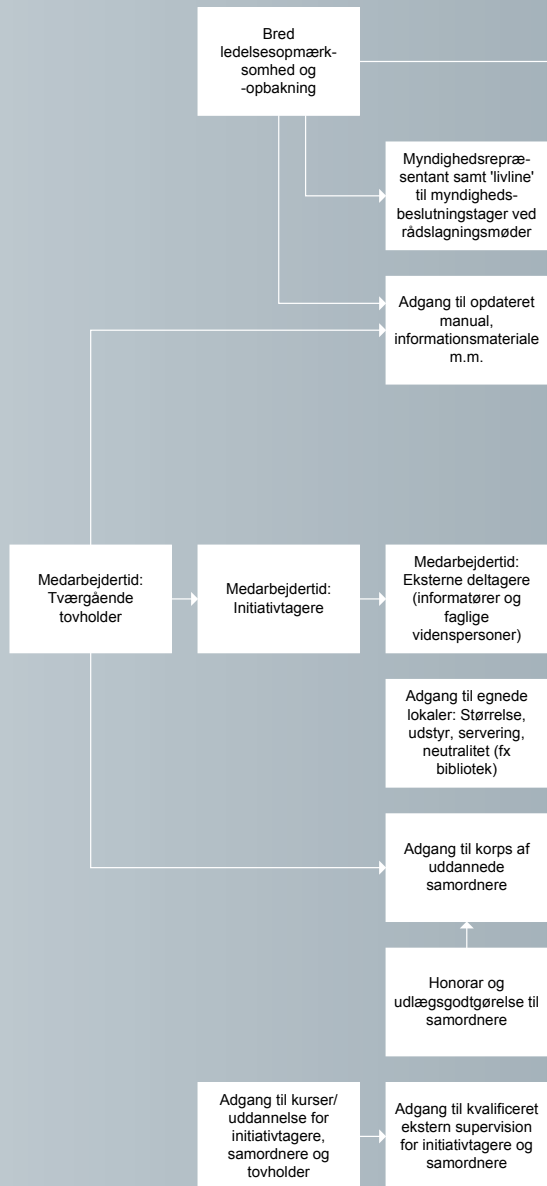 Bred
ledelsesopmærk-
somhed og
-opbakning
Myndighedsrepræ-
sentant samt 'livline'
til myndigheds-
beslutningstager ved
rådslagningsmøder
Adgang til opdateret
manual,
informationsmateriale
m.m.
Medarbejdertid:
Tværgående
tovholder
Medarbejdertid:
Initiativtagere
Medarbejdertid:
Eksterne deltagere
(informatører og
faglige
videnspersoner)
Adgang til egnede
lokaler: Størrelse,
udstyr, servering,
neutralitet (fx
bibliotek)
Adgang til korps af
uddannede
samordnere
Honorar og
udlægsgodtgørelse til
samordnere
Adgang til kurser/
uddannelse for
initiativtagere,
samordnere og
tovholder
Adgang til kvalificeret
ekstern supervision
for initiativtagere og
samordnere